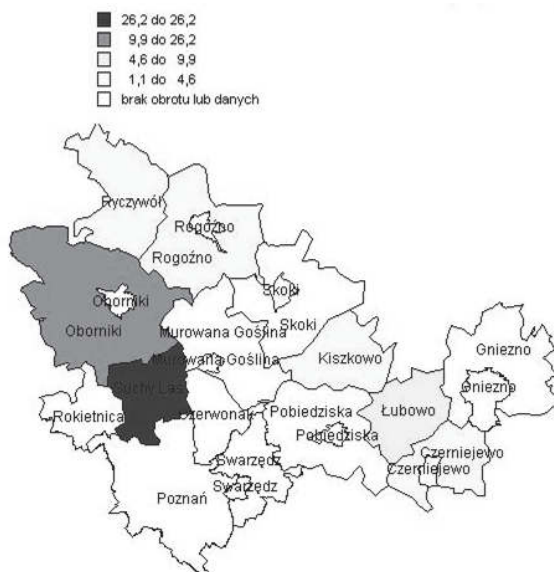 26,2 do 26,2
9,9 do 26,2
4,6 do 9,9
1,1 do 4,6
brak obrotu lub danych
Ryczywół
Rogoźno
Rogoźno
Oborniki
Skoki
Oborniki
Murowana Goślina
Skoki
Murowana Goślina
Kiszkowo
Gniezno
Suchy Las
Gniezno
Rokietnica
Czerwonak
Pobiedziska
Łubowo
Pobiedziska
Czerniejewo
Swarzędz
Czerniejewo
Poznań
Swarzędz